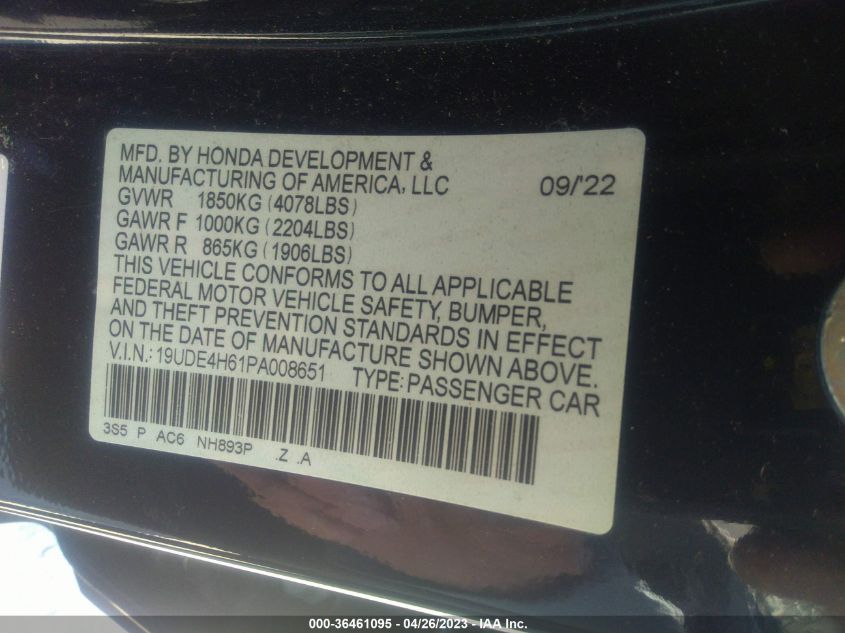 MFD. BY HONDA DEVELOPMENT &
MANUFACTURING OF AMERICA, LLC 09/'22
GVWR 1850KG (4078LBS)
GAWR F 1000KG (2204LBS)
GAWR R 865KG (1906LBS)
THIS VEHICLE CONFORMS TO ALL APPLICABLE
FEDERAL MOTOR VEHICLE SAFETY, BUMPER,
AND THEFT PREVENTION STANDARDS IN EFFECT
ON THE DATE OF MANUFACTURE SHOWN ABOVE.
V.I.N.: 19UDE4H61PA008651 TYPE: PASSENGER CAR
3S5 P AC6 NH893P .Z .A
000-36461095 - 04/26/2023 - IAA Inc.